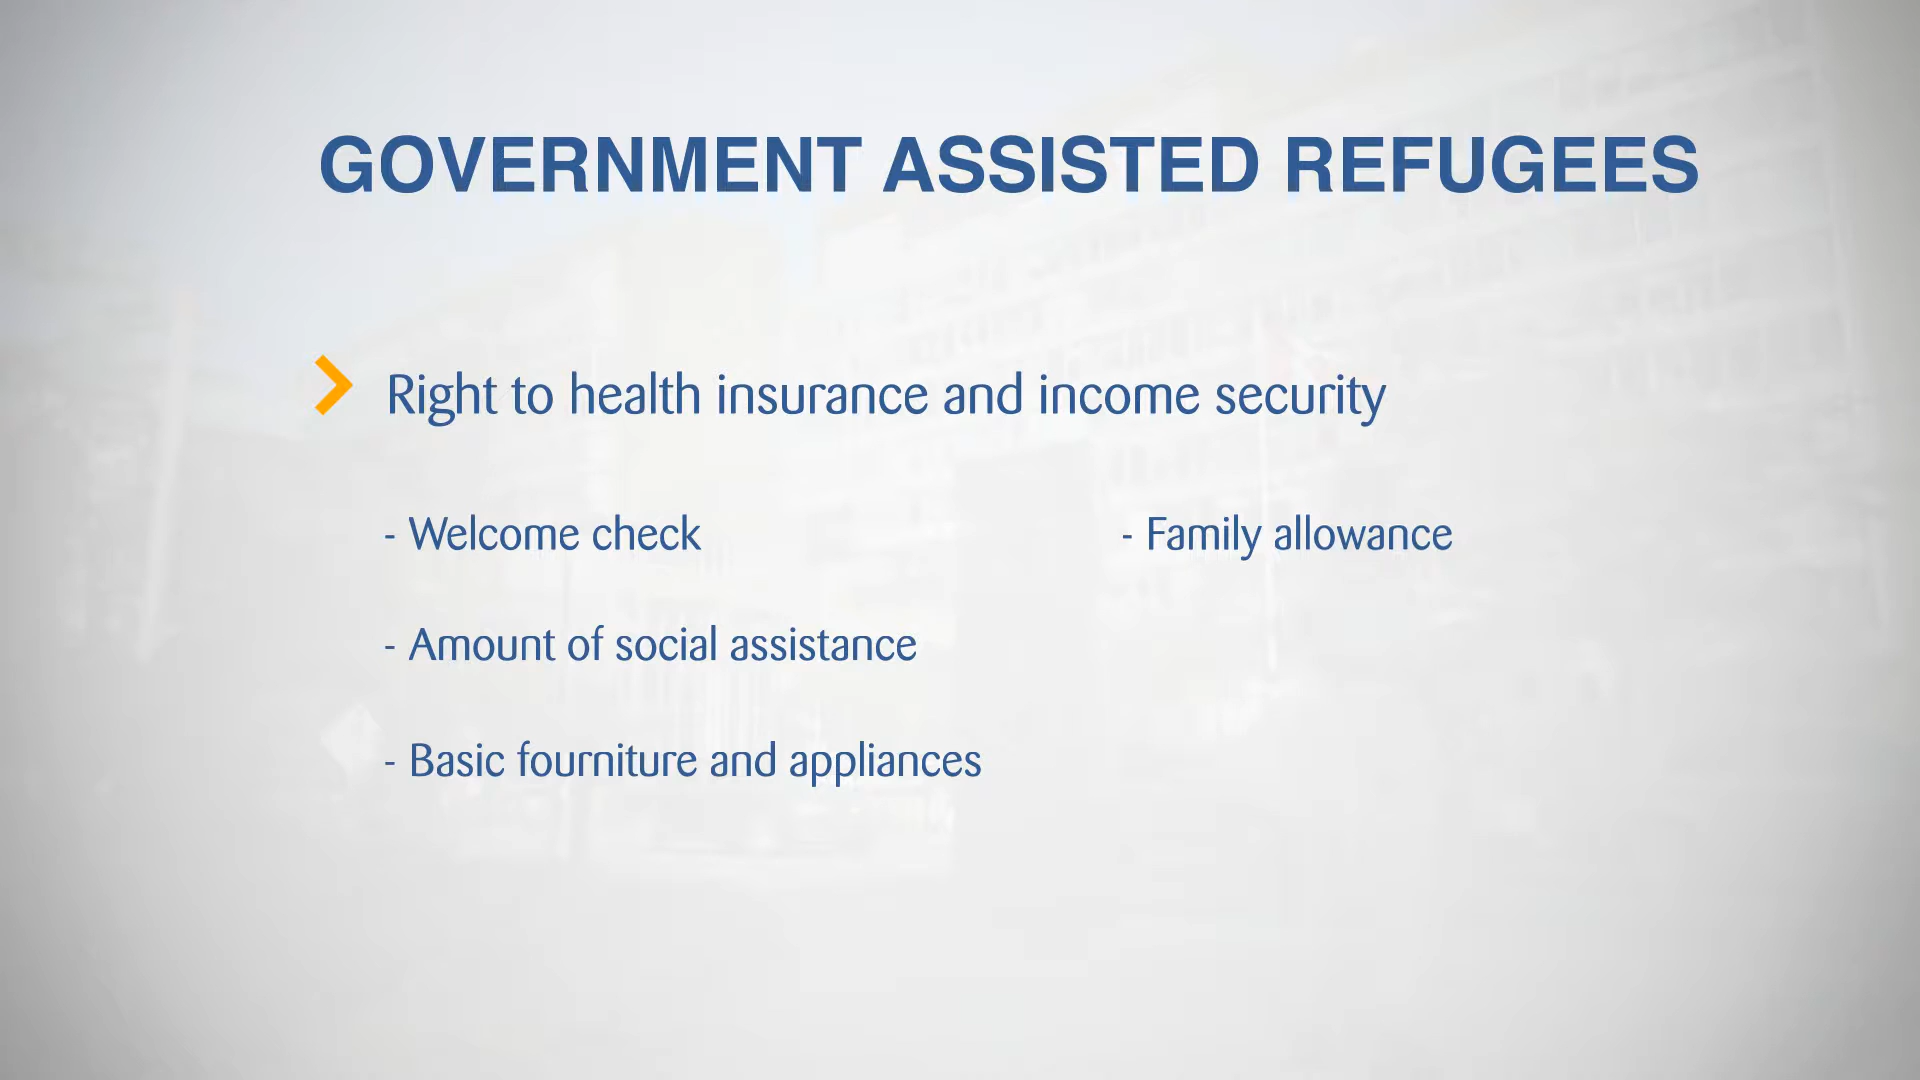 GOVERNMENT ASSISTED REFUGEES
Right to health insurance and income security
- Welcome check
- Amount of social assistance
- Basic fourniture and appliances
- Family allowance